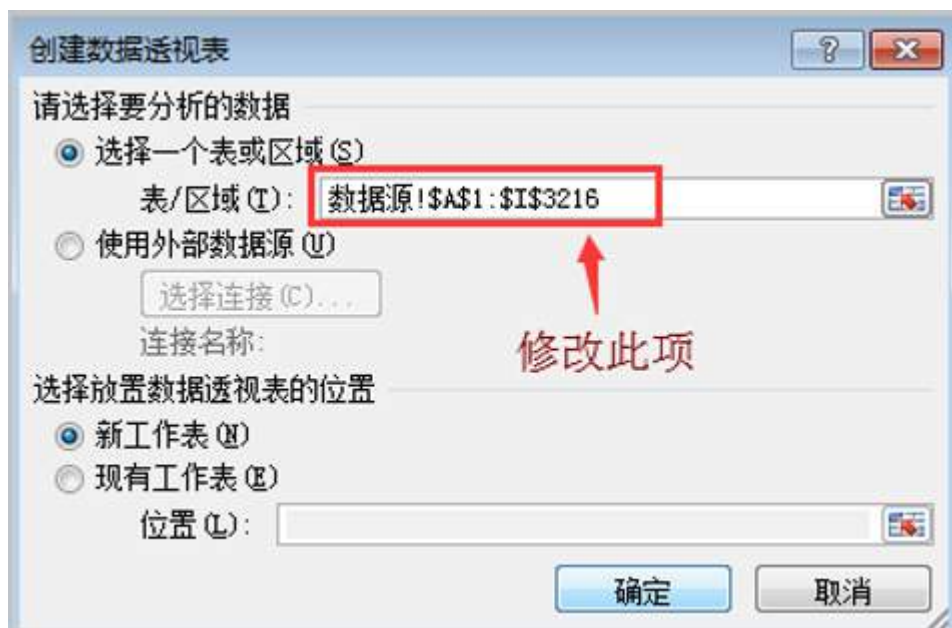 创建数据透视表
请选择要分析的数据
选择一个表或区域(S)
表/区域(T): 数据源!$A$1:$I$3216
使用外部数据源(U)
选择连接(C)...
连接名称:
修改此项
选择放置数据透视表的位置
新工作表(N)
现有工作表(E)
位置(L):
确定 取消